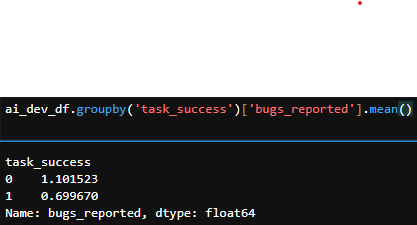 ai_dev_df.groupby('task_success')['bugs_reported'].mean()
task_success
0    1.101523
1    0.699670
Name: bugs_reported, dtype: float64